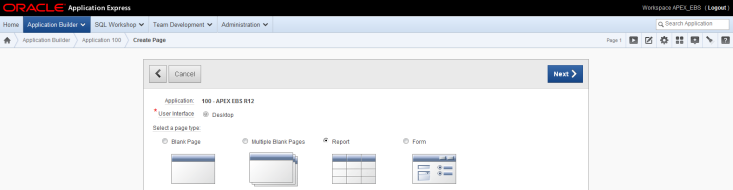 ORACLE Application Express
Workspace APEX_EBS (Logout)
Home Application Builder SQL Workshop Team Development Administration
Search Application
Application Builder Application 100 Create Page
Page 1
Cancel
Next
Application: 100 - APEX EBS R12
* User Interface Desktop
Select a page type:
Blank Page Multiple Blank Pages Report Form